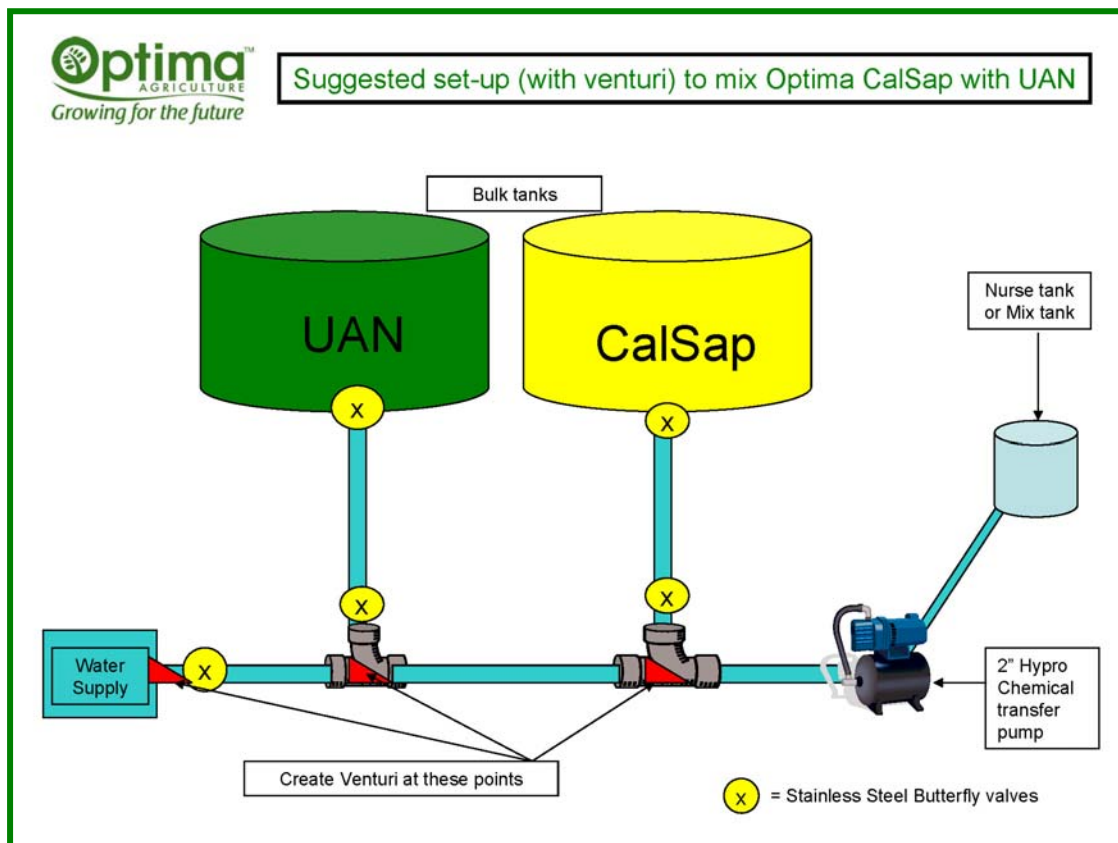 Optima™
AGRICULTURE
Growing for the future
Suggested set-up (with venturi) to mix Optima CalSap with UAN
Bulk tanks
UAN
CalSap
Nurse tank
or Mix tank
X
X
X
X
X
Water
Supply
2” Hypro
Chemical
transfer
pump
Create Venturi at these points
X
= Stainless Steel Butterfly valves